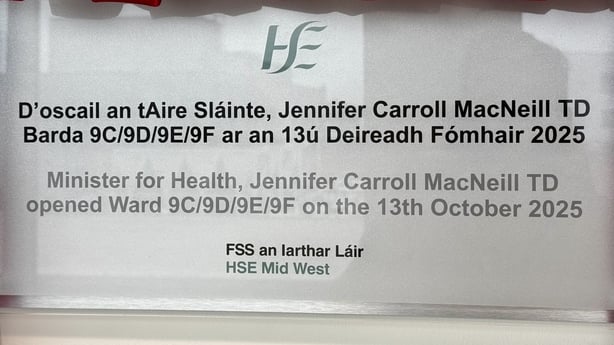 HSE
D'oscail an tAire Sláinte, Jennifer Carroll MacNeill TD
Barda 9C/9D/9E/9F ar an 13ú Deireadh Fómhair 2025
Minister for Health, Jennifer Carroll MacNeill TD
opened Ward 9C/9D/9E/9F on the 13th October 2025
FSS an Iarthar Láir
HSE Mid West